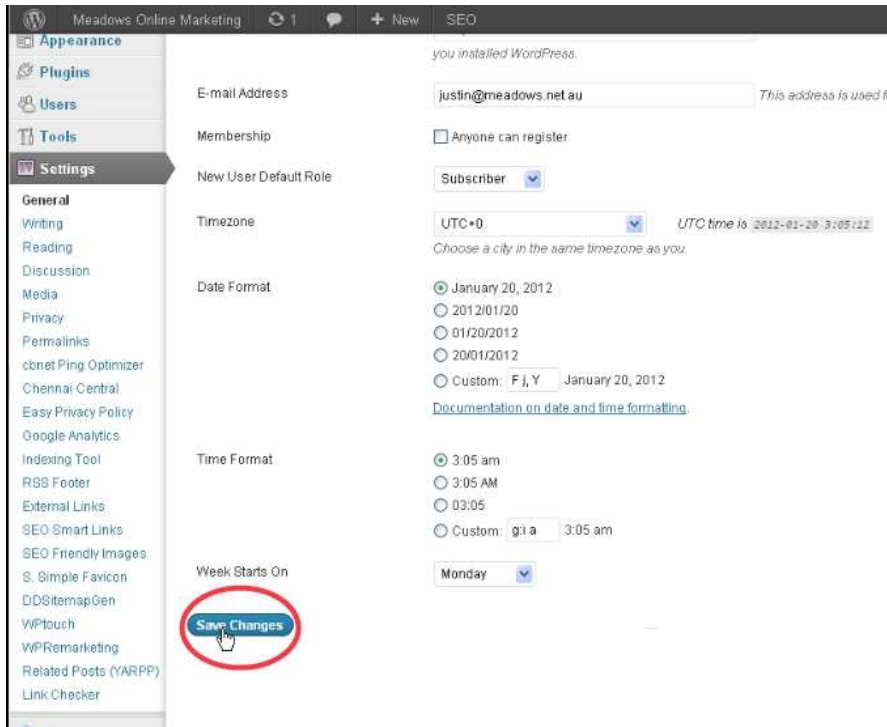 Meadows Online Marketing 1 + New SEO
Appearance
Plugins
Users
Tools
Settings
General
Writing
Reading
Discussion
Media
Privacy
Permalinks
cbnet Ping Optimizer
Chennai Central
Easy Privacy Policy
Google Analytics
Indexing Tool
RSS Footer
External Links
SEO Smart Links
SEO Friendly Images
S. Simple Favicon
DDSitemapGen
WPtouch
WPRemarketing
Related Posts (YARPP)
Link Checker
you installed WordPress.
E-mail Address justin@meadows.net.au This address is used f
Membership Anyone can register
New User Default Role Subscriber
Timezone UTC+0 UTC time is 2012-01-20 3:05:12
Choose a city in the same timezone as you.
Date Format January 20, 2012
2012/01/20
01/20/2012
20/01/2012
Custom: F j, Y January 20, 2012
Documentation on date and time formatting.
Time Format 3:05 am
3:05 AM
03:05
Custom: g:i a 3:05 am
Week Starts On Monday
Save Changes